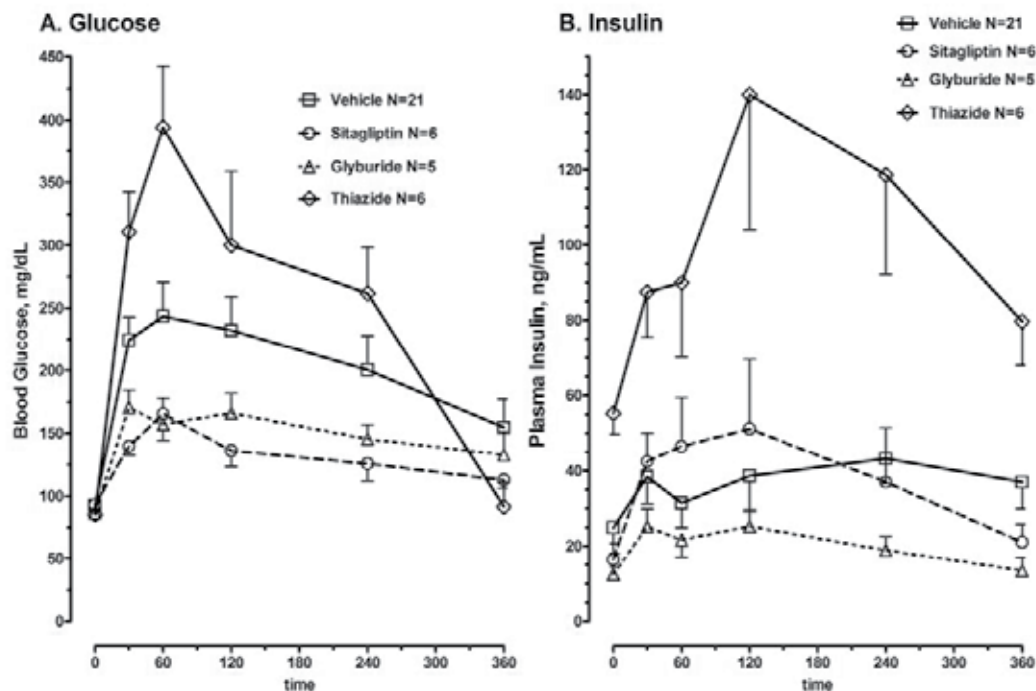 A. Glucose
450
400
350
300
250
200
150
100
50
0
Blood Glucose, mg/dL
Vehicle N=21
Sitagliptin N=6
Glyburide N=5
Thiazide N=6
0 60 120 180 240 300 360
time
B. Insulin
140
120
100
80
60
40
20
0
Plasma Insulin, ng/mL
Vehicle N=21
Sitagliptin N=6
Glyburide N=5
Thiazide N=6
0 60 120 180 240 300 360
time